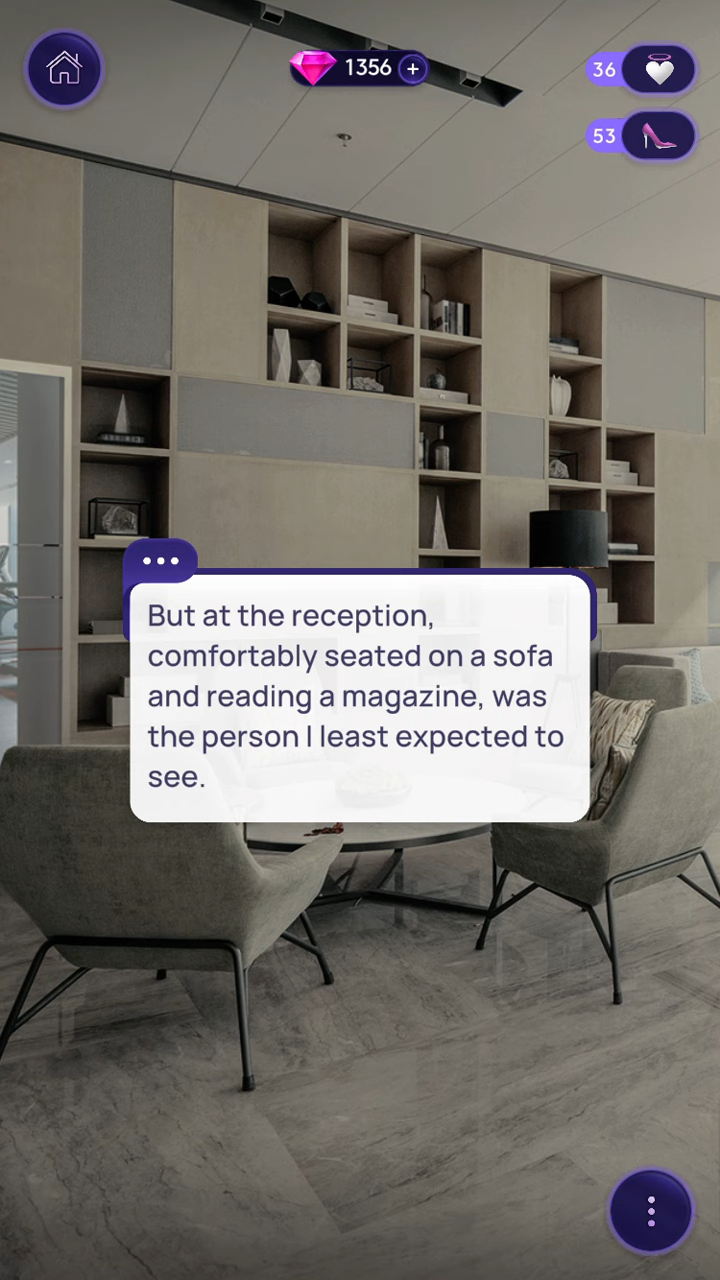 1356 +
36
53
But at the reception,
comfortably seated on a sofa
and reading a magazine, was
the person I least expected to
see.